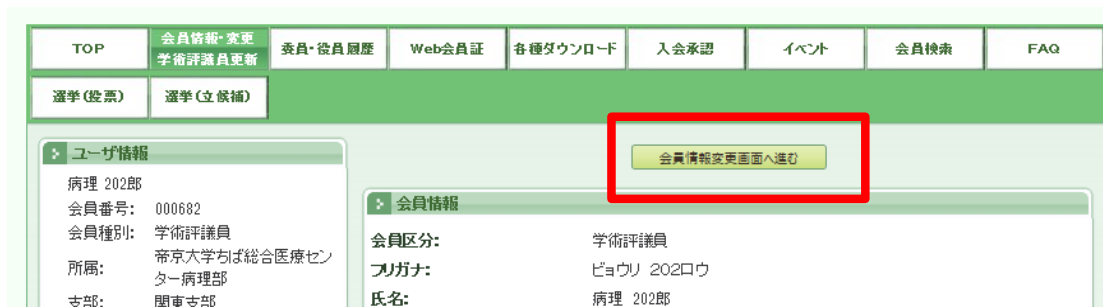 TOP
会員情報・変更
学術評議員更新
委員・役員履歴
Web会員証
各種ダウンロード
入会承認
イベント
会員検索
FAQ
選挙(投票)
選挙(立候補)
ユーザ情報
病理 202郎
会員番号: 000682
会員種別: 学術評議員
所属: 帝京大学ちば総合医療セン
ター病理部
支部: 関東支部
会員情報変更画面へ進む
会員情報
会員区分: 学術評議員
フリガナ: ビョウリ 202ロウ
氏名: 病理 202郎